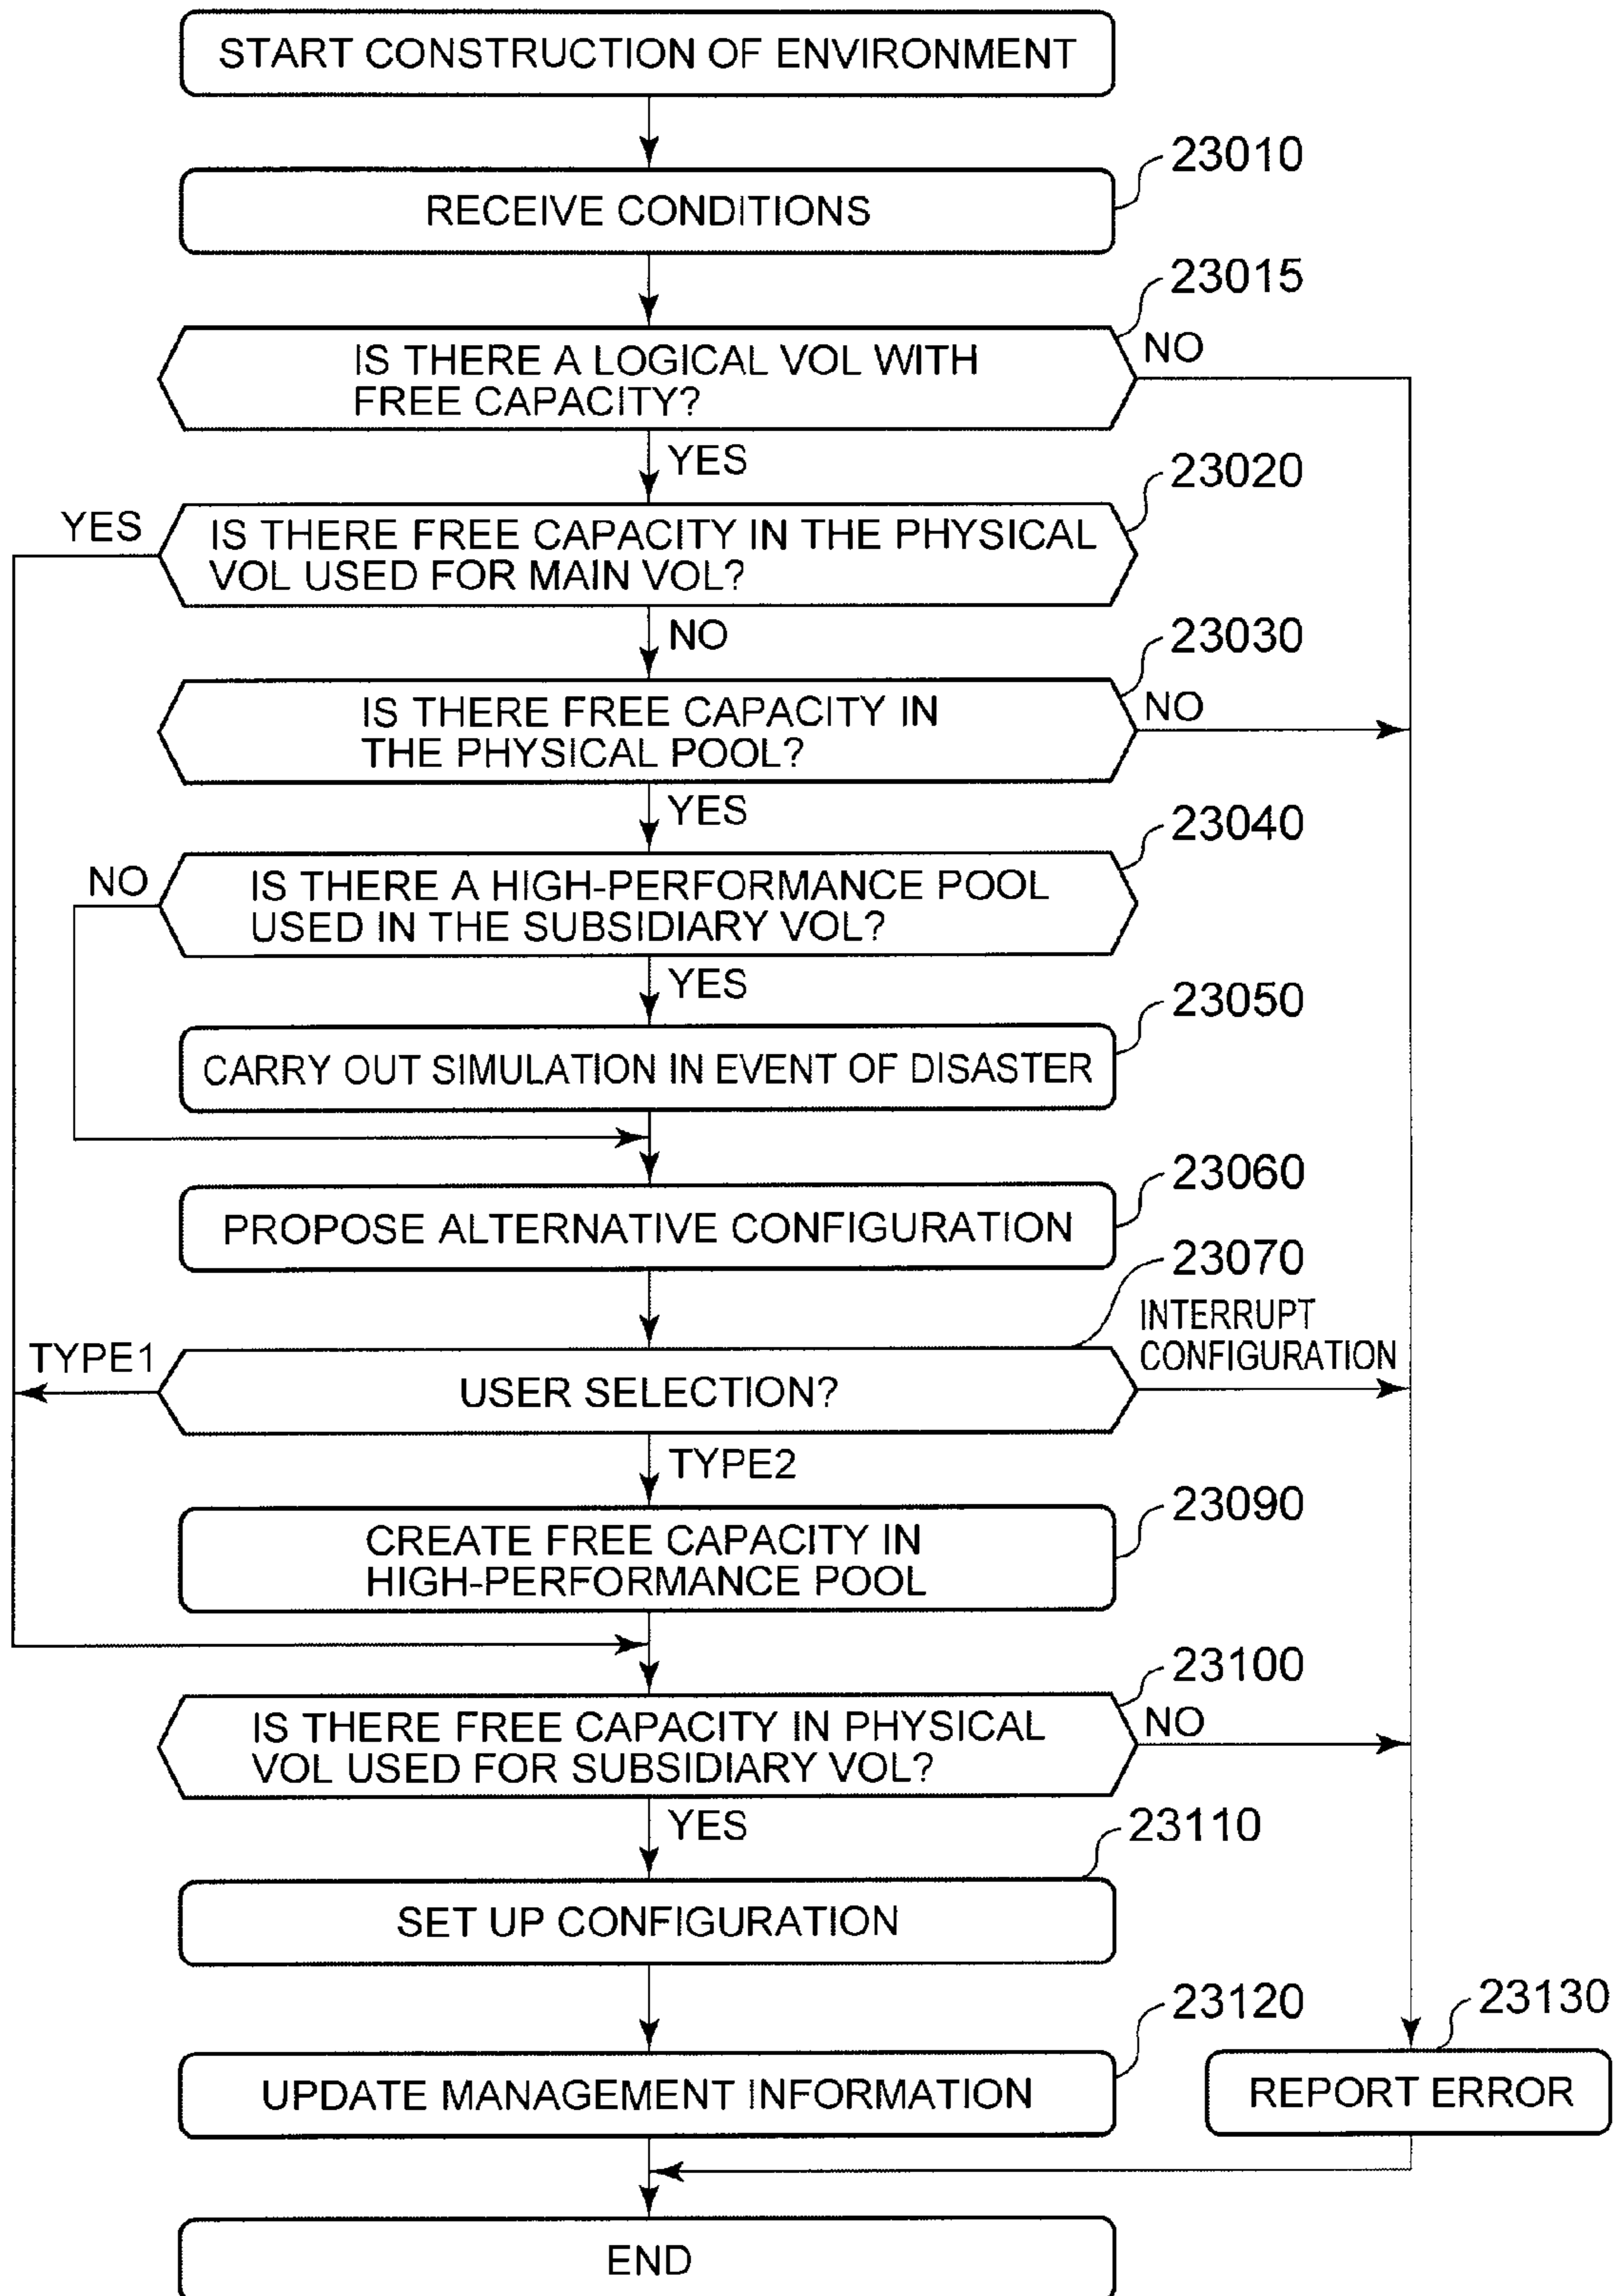 START CONSTRUCTION OF ENVIRONMENT
23010
RECEIVE CONDITIONS
23015
IS THERE A LOGICAL VOL WITH
FREE CAPACITY?
NO
YES
23020
YES
IS THERE FREE CAPACITY IN THE PHYSICAL
VOL USED FOR MAIN VOL?
NO
23030
IS THERE FREE CAPACITY IN
THE PHYSICAL POOL?
NO
YES
23040
NO
IS THERE A HIGH-PERFORMANCE POOL
USED IN THE SUBSIDIARY VOL?
YES
23050
CARRY OUT SIMULATION IN EVENT OF DISASTER
23060
PROPOSE ALTERNATIVE CONFIGURATION
23070
INTERRUPT
CONFIGURATION
TYPE1
USER SELECTION?
TYPE2
23090
CREATE FREE CAPACITY IN
HIGH-PERFORMANCE POOL
23100
IS THERE FREE CAPACITY IN PHYSICAL
VOL USED FOR SUBSIDIARY VOL?
NO
YES
23110
SET UP CONFIGURATION
23120
23130
UPDATE MANAGEMENT INFORMATION
REPORT ERROR
END